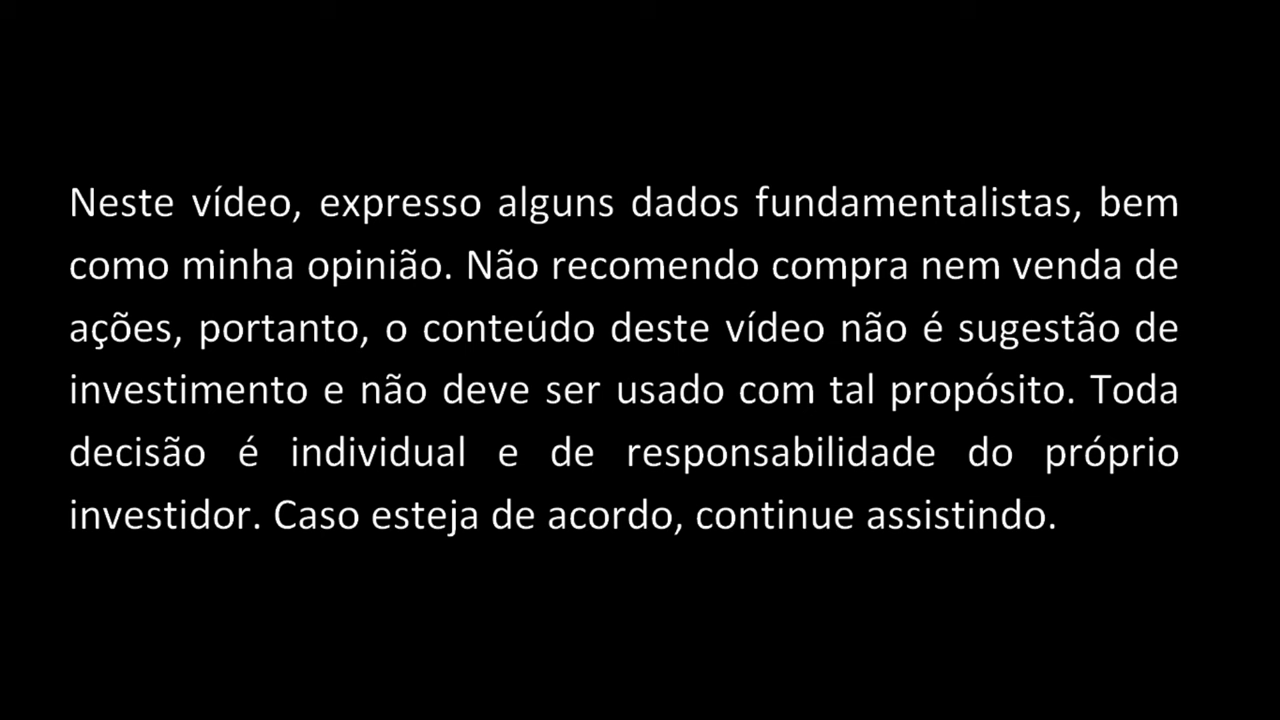 Neste vídeo, expresso alguns dados fundamentalistas, bem
como minha opinião. Não recomendo compra nem venda de
ações, portanto, o conteúdo deste vídeo não é sugestão de
investimento e não deve ser usado com tal propósito. Toda
decisão é individual e de responsabilidade do próprio
investidor. Caso esteja de acordo, continue assistindo.